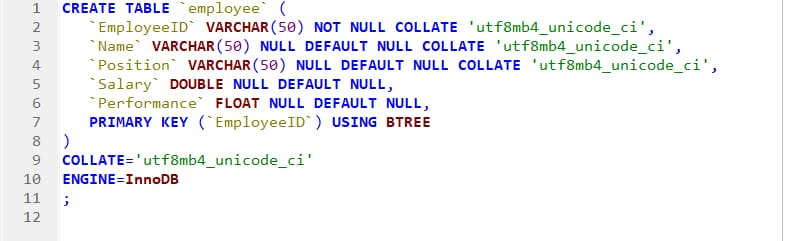 1 CREATE TABLE `employee` (
2 `EmployeeID` VARCHAR(50) NOT NULL COLLATE 'utf8mb4_unicode_ci',
3 `Name` VARCHAR(50) NULL DEFAULT NULL COLLATE 'utf8mb4_unicode_ci',
4 `Position` VARCHAR(50) NULL DEFAULT NULL COLLATE 'utf8mb4_unicode_ci',
5 `Salary` DOUBLE NULL DEFAULT NULL,
6 `Performance` FLOAT NULL DEFAULT NULL,
7 PRIMARY KEY (`EmployeeID`) USING BTREE
8 )
9 COLLATE='utf8mb4_unicode_ci'
10 ENGINE=InnoDB
11 ;
12